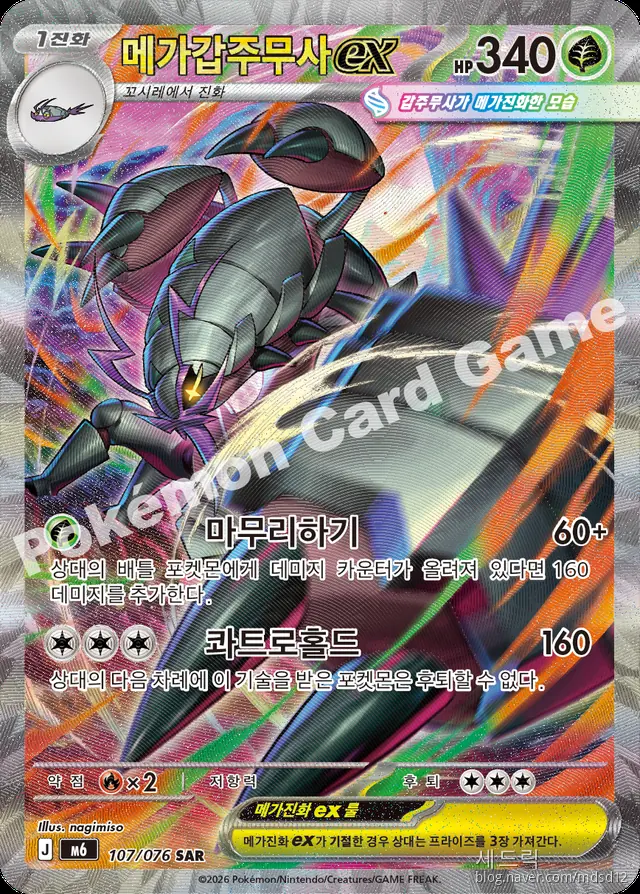 1진화
메가갑주무사 ex
HP 340
꼬시레에서 진화
갑주무사가 메가진화한 모습
Pokémon Card Game
마무리하기 60+
상대의 배틀 포켓몬에게 데미지 카운터가 올려져 있다면 160
데미지를 추가한다.
콰트로홀드 160
상대의 다음 차례에 이 기술을 받은 포켓몬은 후퇴할 수 없다.
약점 ×2 저항력 후퇴
메가진화 ex 룰
메가진화 ex가 기절한 경우 상대는 프라이즈를 3장 가져간다.
Illus. nagimiso
J M6 107/076 SAR
©2026 Pokémon/Nintendo/Creatures/GAME FREAK.
세드릭
blog.naver.com/mdsd12